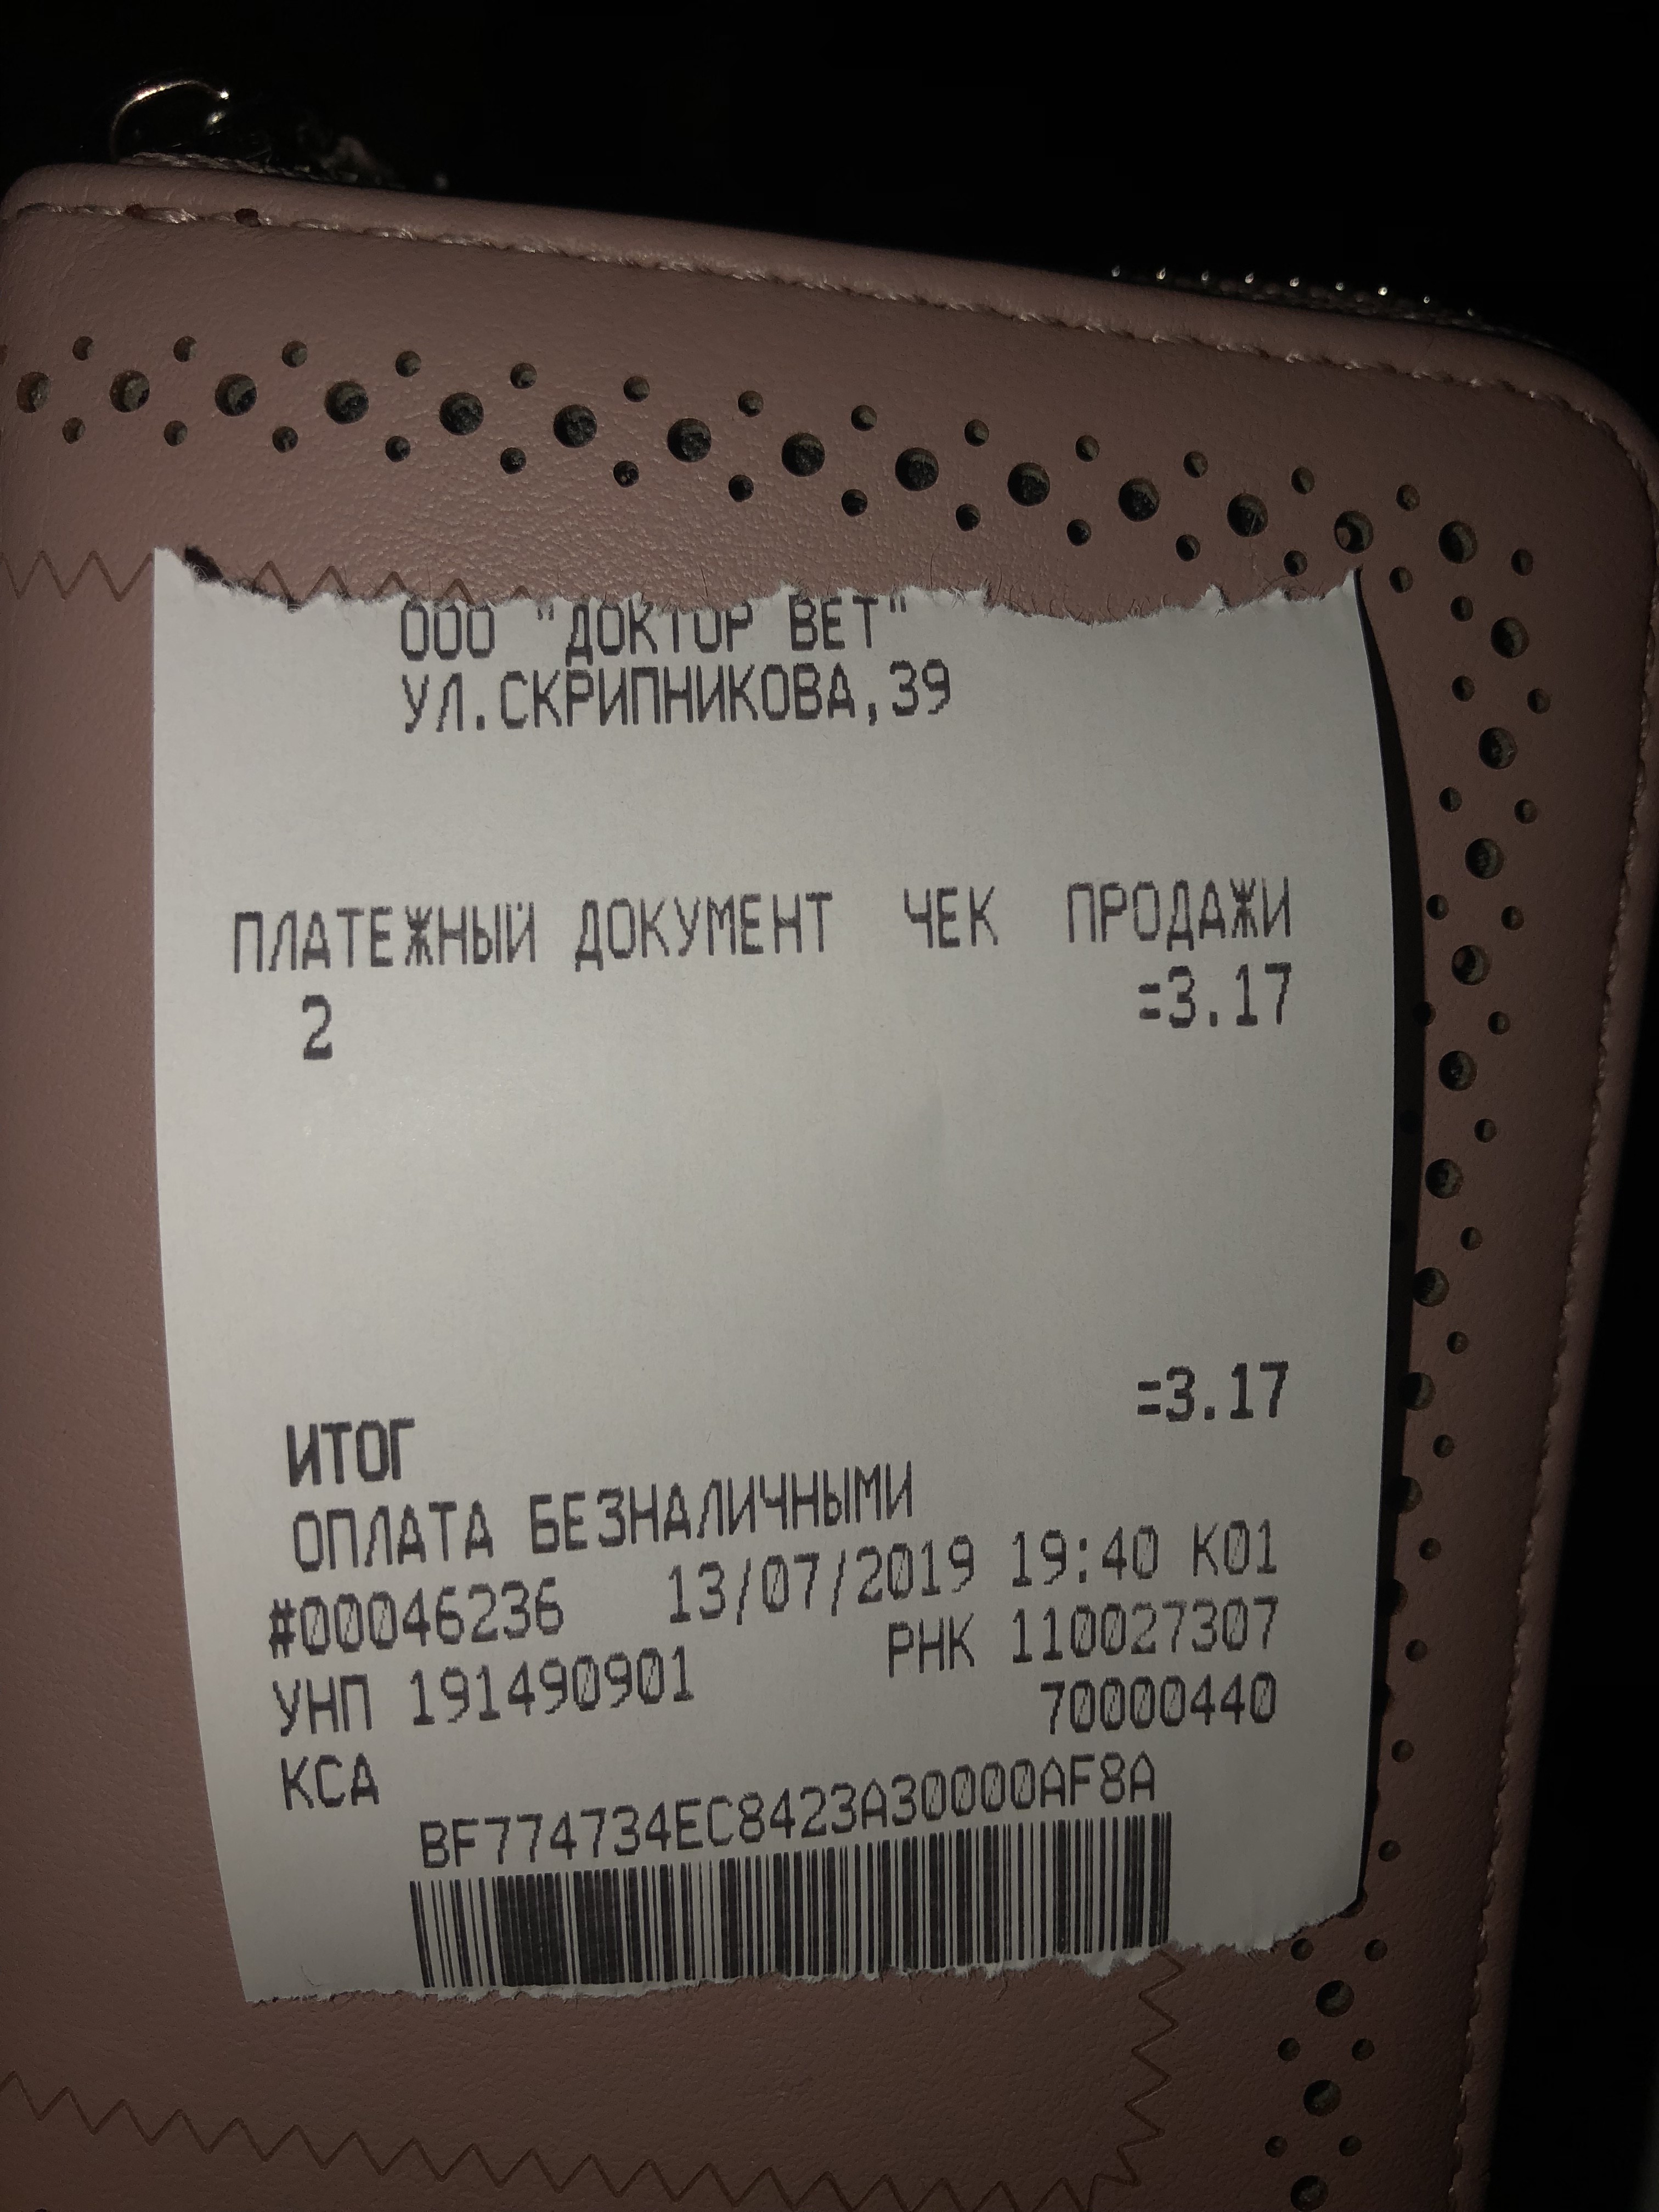 ООО "ДОКТОР ВЕТ"
УЛ.СКРИПНИКОВА,39
ПЛАТЕЖНЫЙ ДОКУМЕНТ ЧЕК ПРОДАЖИ
2 =3.17
ИТОГ =3.17
ОПЛАТА БЕЗНАЛИЧНЫМИ
#00046236 13/07/2019 19:40 К01
УНП 191490901 РНК 110027307
КСА 70000440
BF774734EC8423A30000AF8A